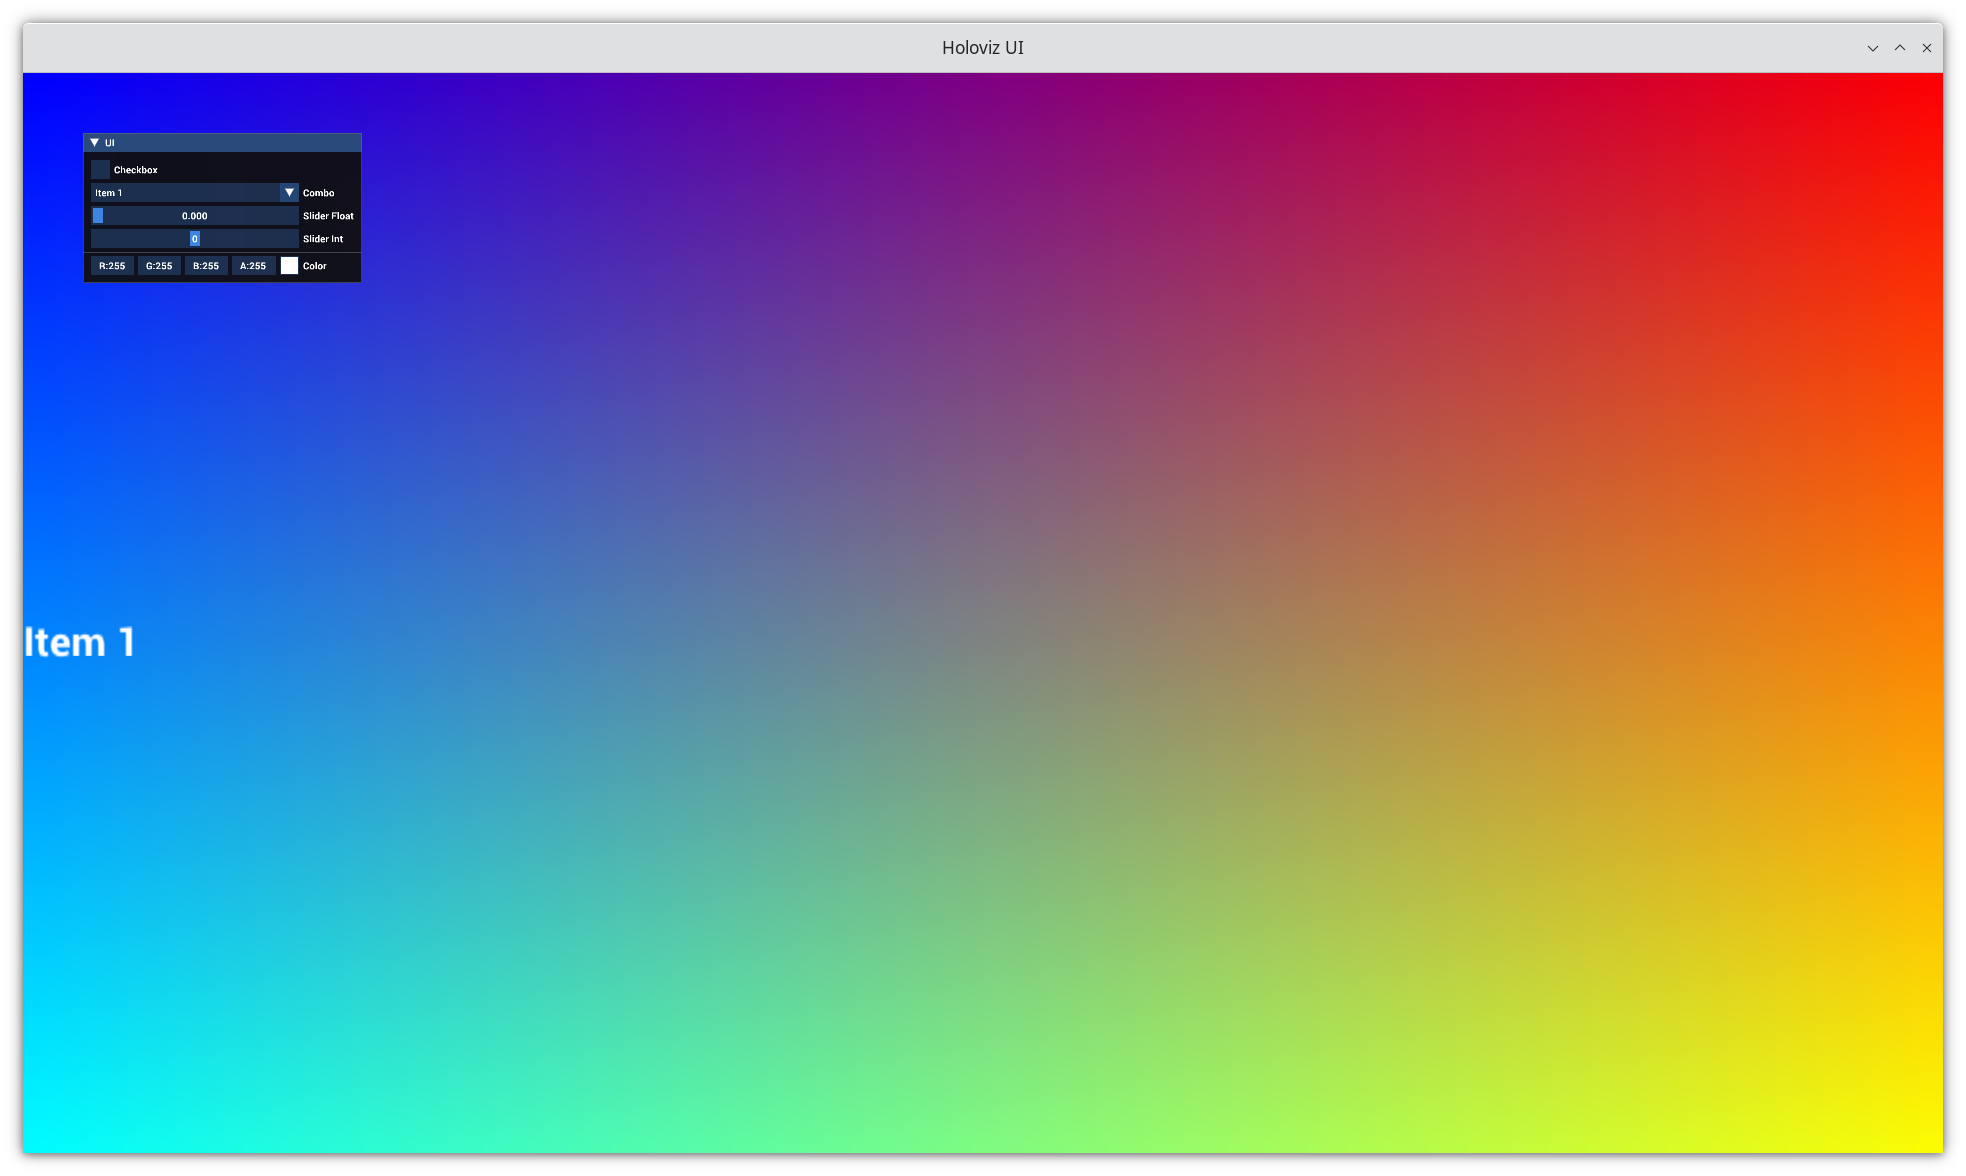 Holoviz UI
UI
Checkbox
Item 1 Combo
0.000 Slider Float
0 Slider Int
R:255 G:255 B:255 A:255 Color
Item 1